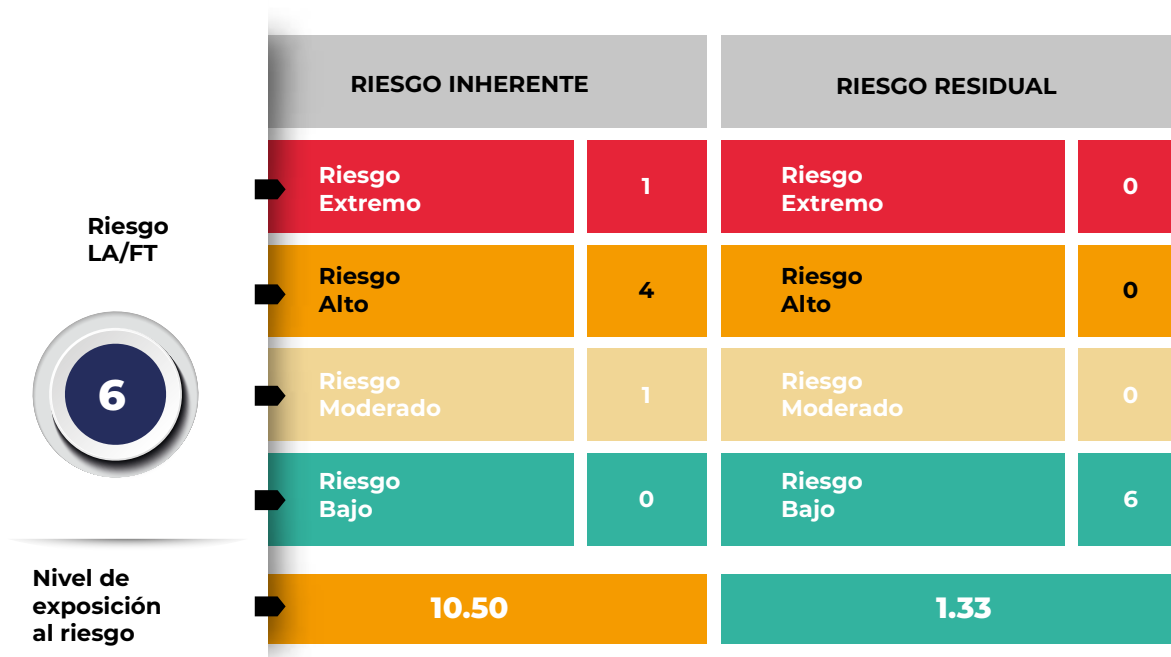 RIESGO INHERENTE
RIESGO RESIDUAL
Riesgo
LA/FT
6
Riesgo
Extremo
1
Riesgo
Extremo
0
Riesgo
Alto
4
Riesgo
Alto
0
Riesgo
Moderado
1
Riesgo
Moderado
0
Riesgo
Bajo
0
Riesgo
Bajo
6
Nivel de
exposición
al riesgo
10.50
1.33